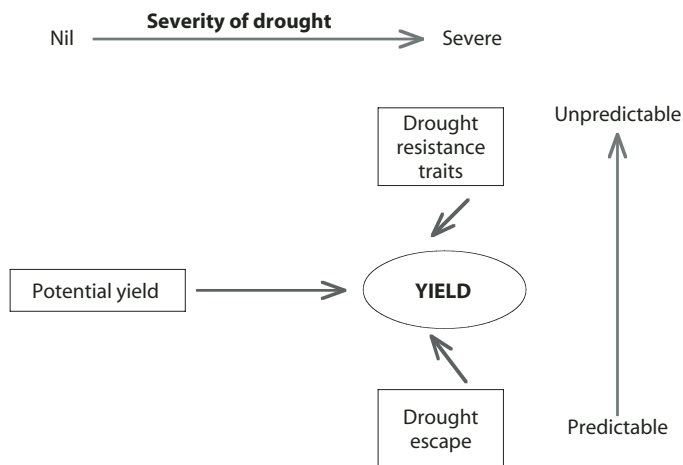 Severity of drought
Nil
Severe
Drought
resistance
traits
Unpredictable
Potential yield
YIELD
Drought
escape
Predictable